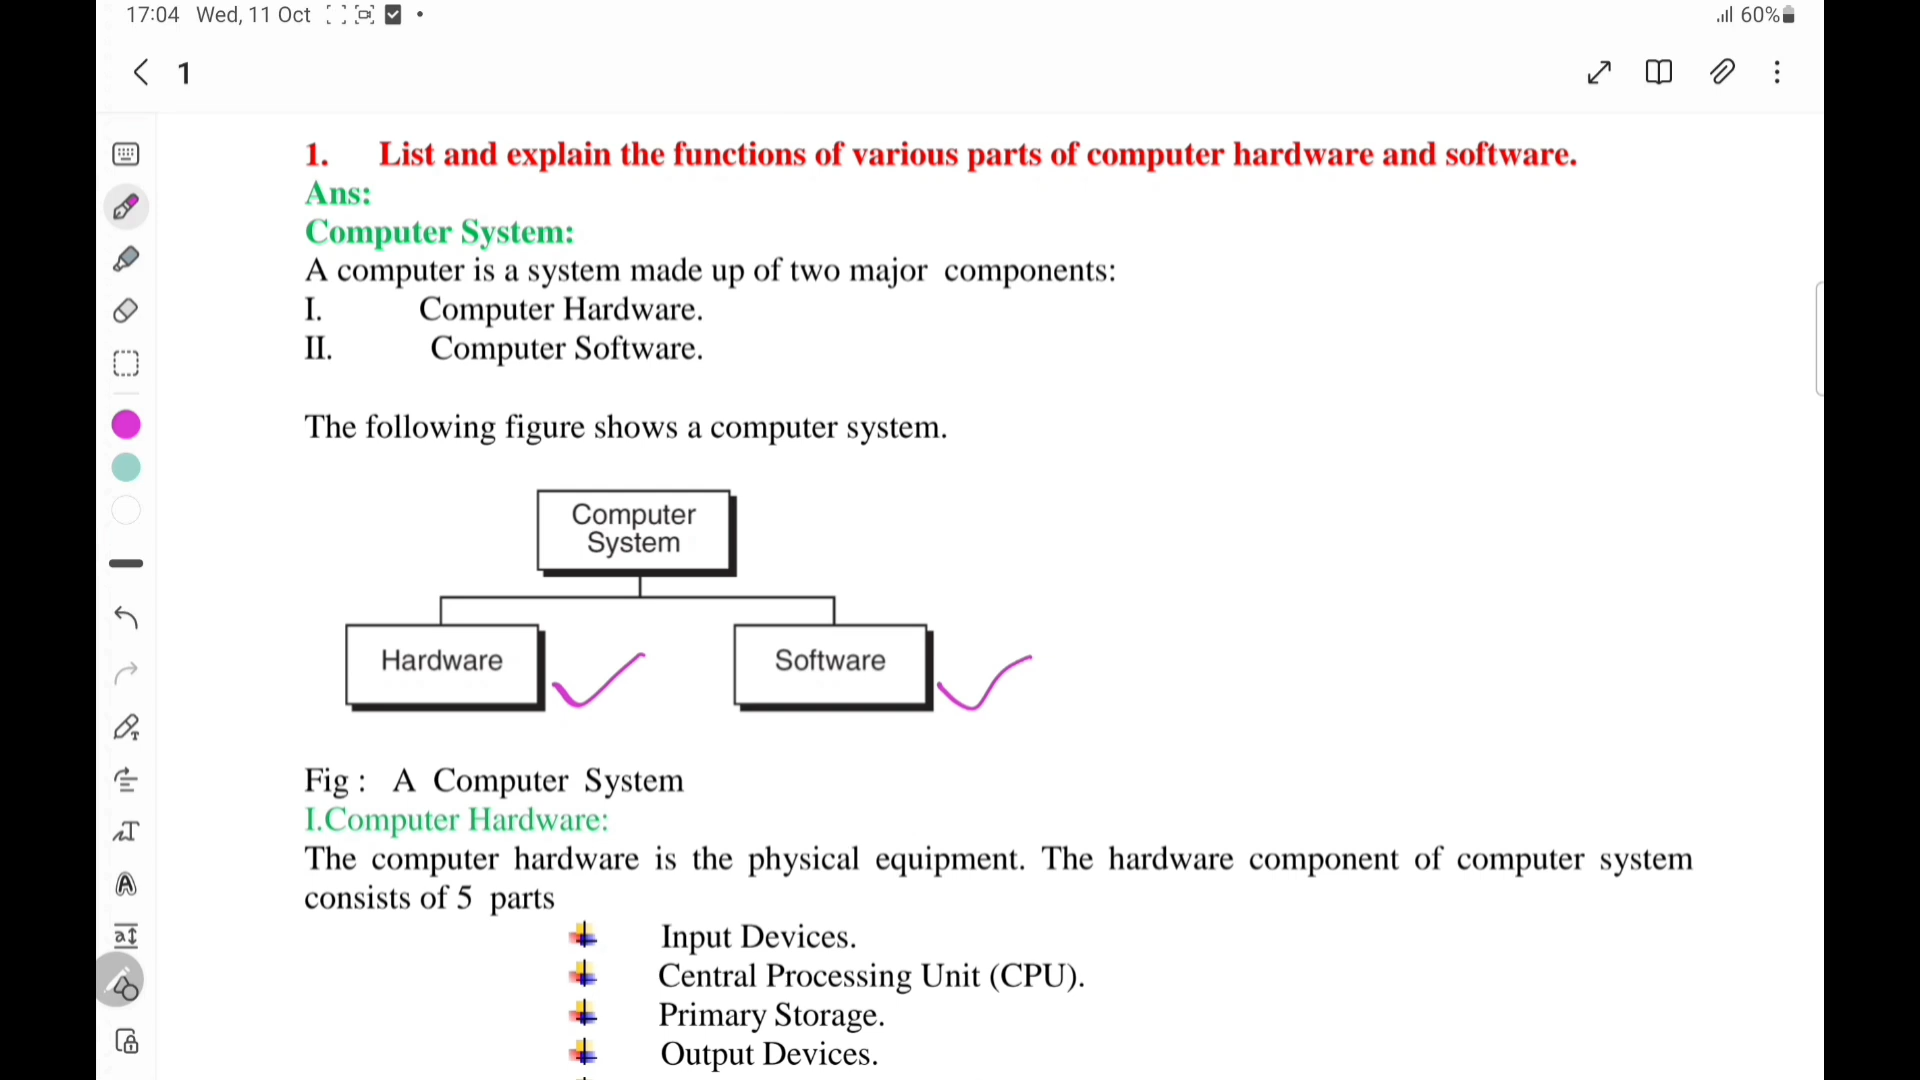 17:04 Wed, 11 Oct
60%
1
1. List and explain the functions of various parts of computer hardware and software.
Ans:
Computer System:
A computer is a system made up of two major components:
I. Computer Hardware.
II. Computer Software.
The following figure shows a computer system.
Computer
System
Hardware
Software
Fig : A Computer System
I.Computer Hardware:
The computer hardware is the physical equipment. The hardware component of computer system
consists of 5 parts
Input Devices.
Central Processing Unit (CPU).
Primary Storage.
Output Devices.